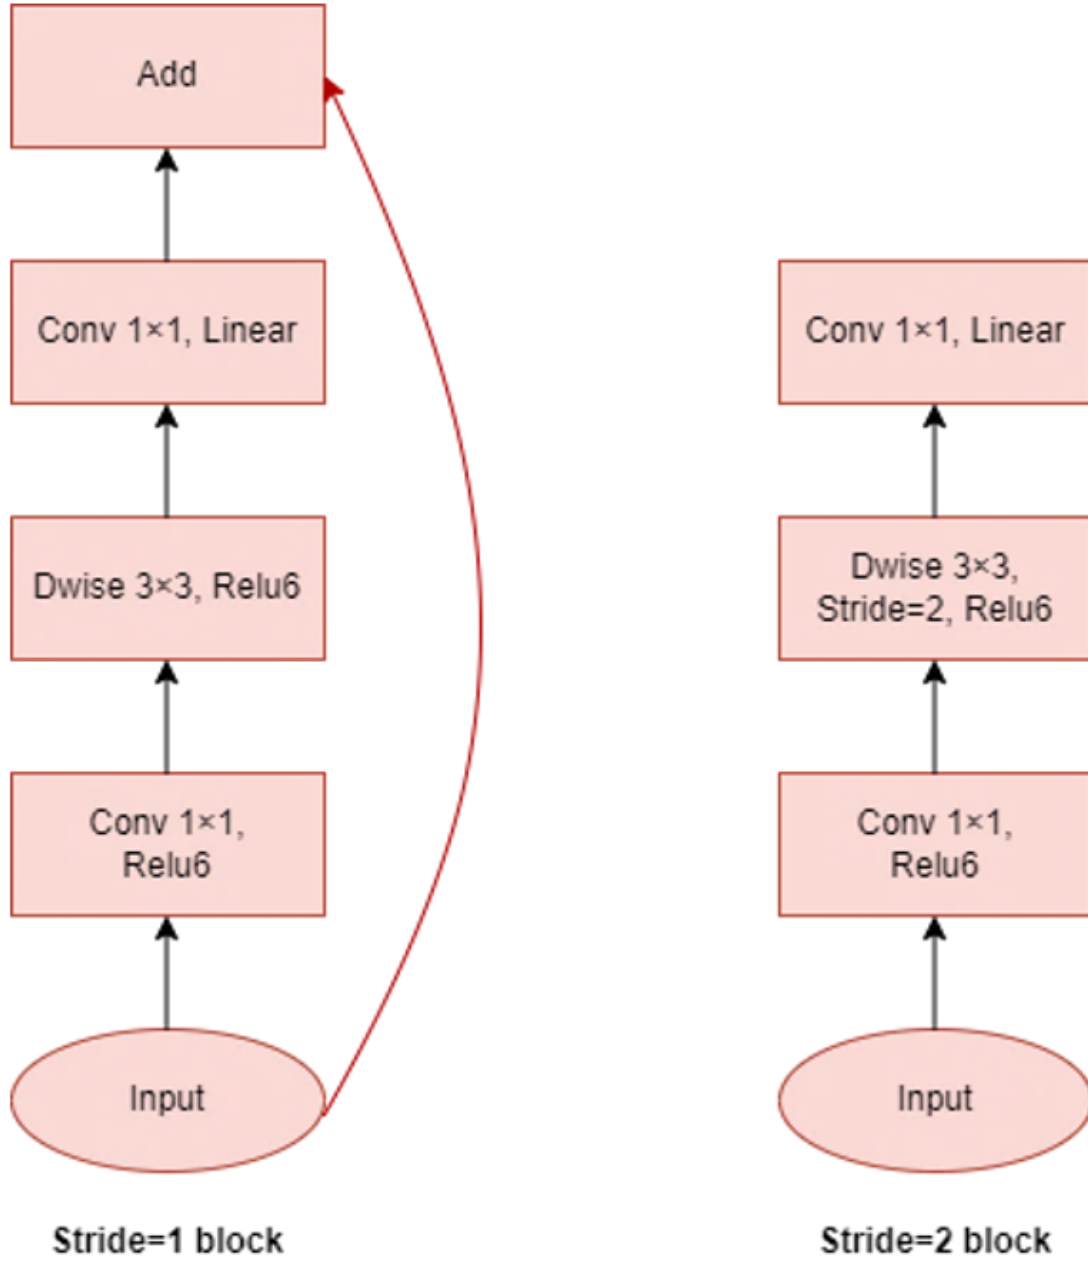 Add
Conv 1×1, Linear
Dwise 3×3, Relu6
Conv 1×1,
Relu6
Input
Stride=1 block
Conv 1×1, Linear
Dwise 3×3,
Stride=2, Relu6
Conv 1×1,
Relu6
Input
Stride=2 block